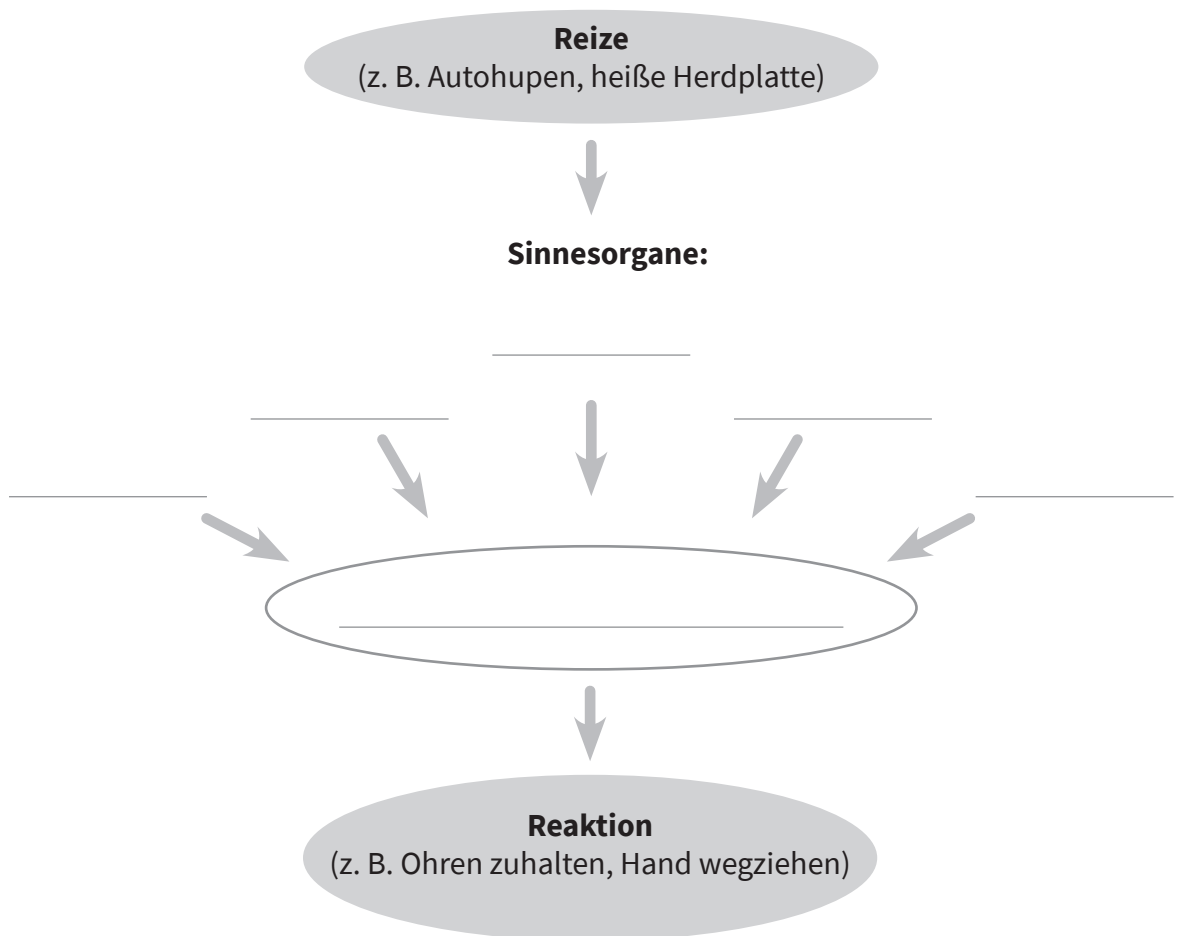 Reize
(z. B. Autohupen, heiße Herdplatte)
Sinnesorgane:
Reaktion
(z. B. Ohren zuhalten, Hand wegziehen)